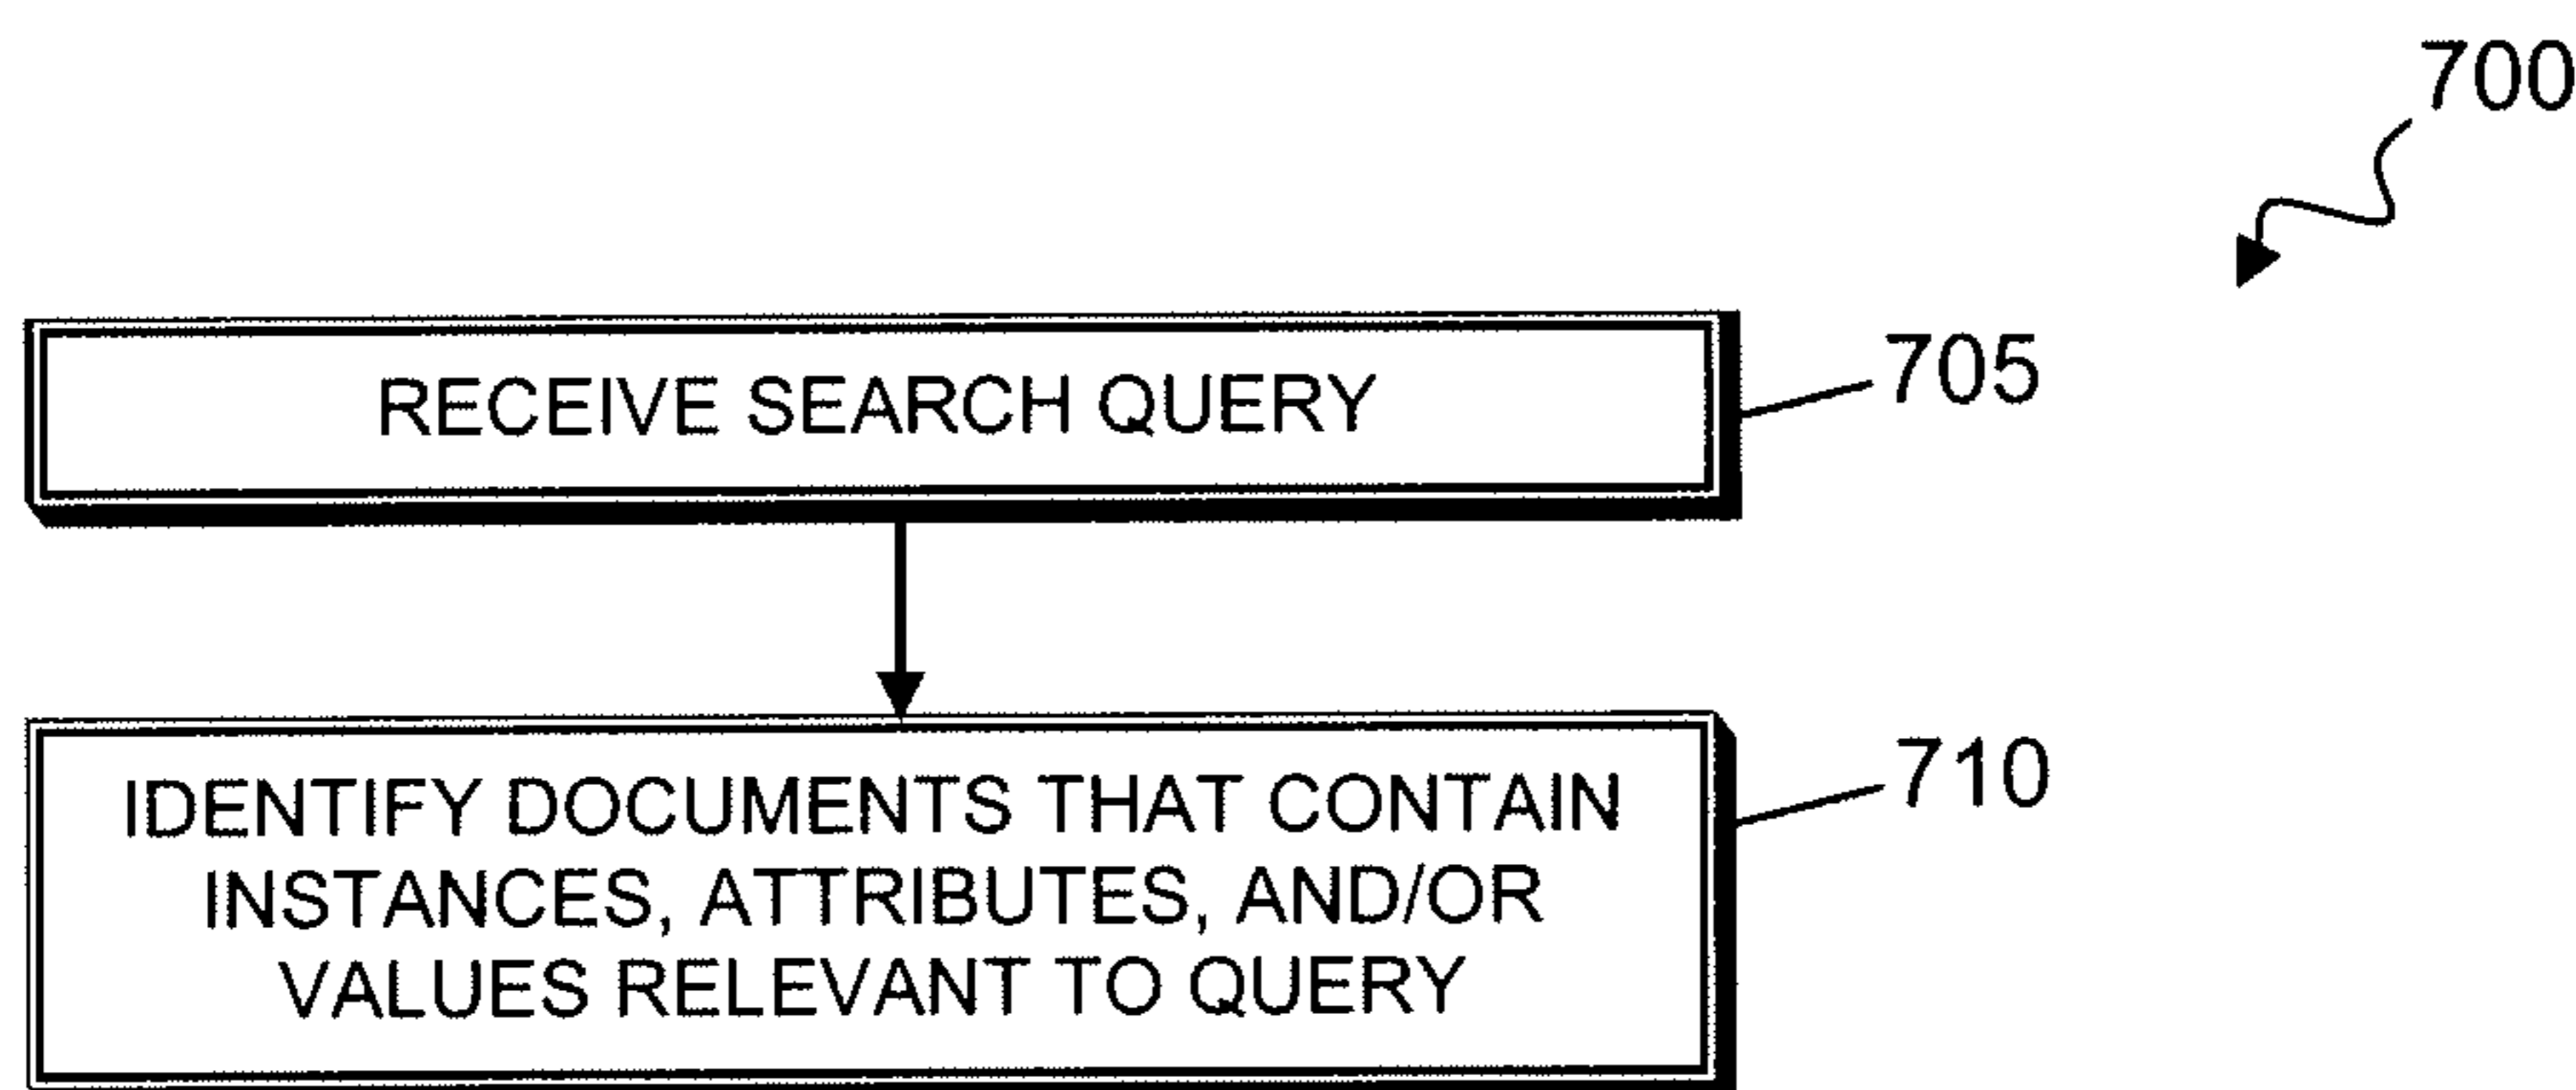 700
RECEIVE SEARCH QUERY
705
IDENTIFY DOCUMENTS THAT CONTAIN
INSTANCES, ATTRIBUTES, AND/OR
VALUES RELEVANT TO QUERY
710